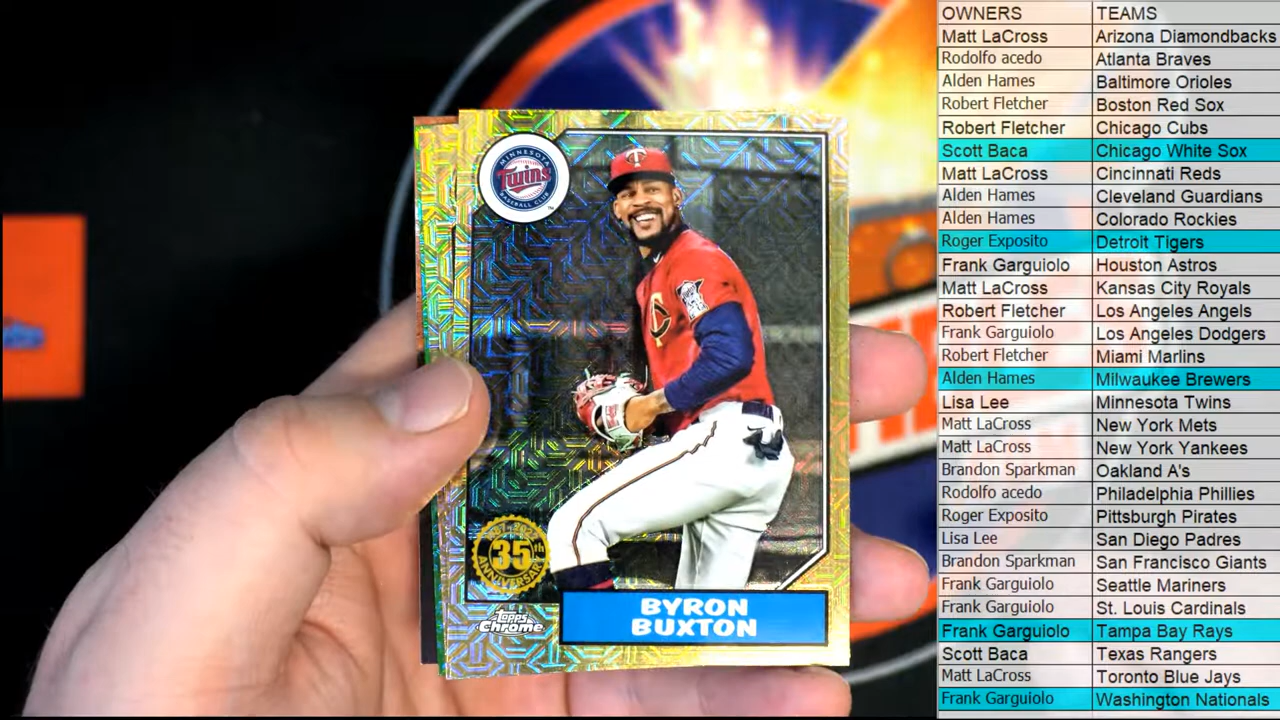 MINNESOTA
Twins
BASEBALL CLUB
TM
35th
ANNIVERSARY
Topps
Chrome
BYRON
BUXTON
OWNERS TEAMS
Matt LaCross Arizona Diamondbacks
Rodolfo acedo Atlanta Braves
Alden Hames Baltimore Orioles
Robert Fletcher Boston Red Sox
Robert Fletcher Chicago Cubs
Scott Baca Chicago White Sox
Matt LaCross Cincinnati Reds
Alden Hames Cleveland Guardians
Alden Hames Colorado Rockies
Roger Exposito Detroit Tigers
Frank Garguiolo Houston Astros
Matt LaCross Kansas City Royals
Robert Fletcher Los Angeles Angels
Frank Garguiolo Los Angeles Dodgers
Robert Fletcher Miami Marlins
Alden Hames Milwaukee Brewers
Lisa Lee Minnesota Twins
Matt LaCross New York Mets
Matt LaCross New York Yankees
Brandon Sparkman Oakland A's
Rodolfo acedo Philadelphia Phillies
Roger Exposito Pittsburgh Pirates
Lisa Lee San Diego Padres
Brandon Sparkman San Francisco Giants
Frank Garguiolo Seattle Mariners
Frank Garguiolo St. Louis Cardinals
Frank Garguiolo Tampa Bay Rays
Scott Baca Texas Rangers
Matt LaCross Toronto Blue Jays
Frank Garguiolo Washington Nationals